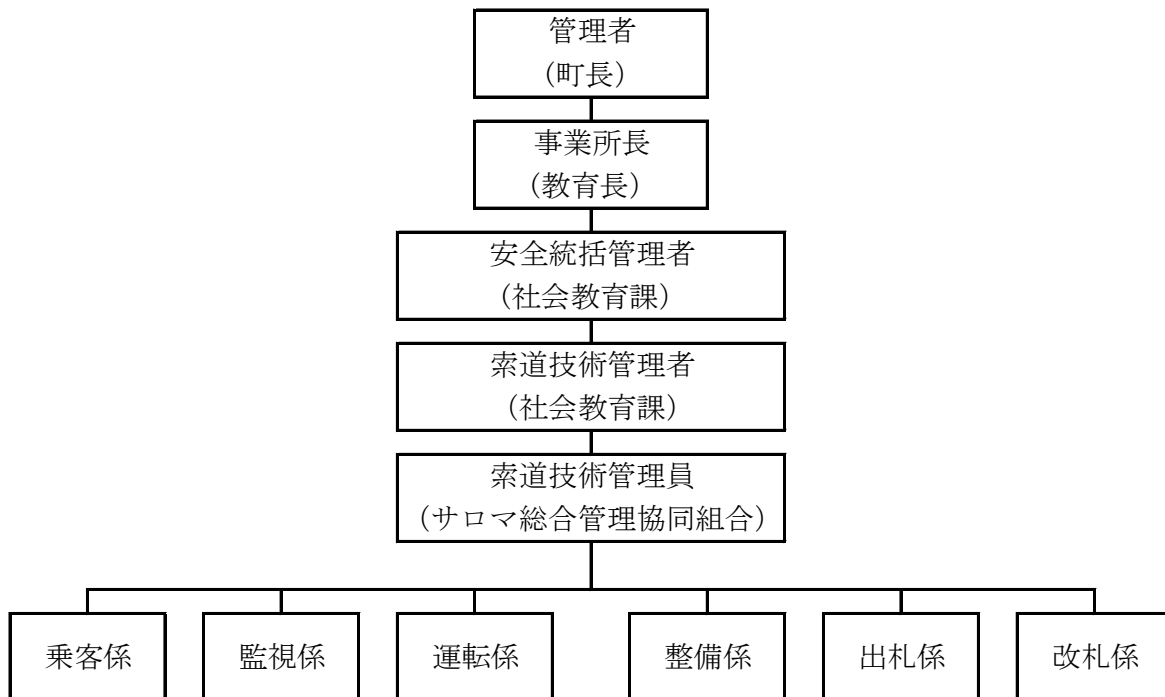 管理者
(町長)
事業所長
(教育長)
安全統括管理者
(社会教育課)
索道技術管理者
(社会教育課)
索道技術管理員
(サロマ総合管理協同組合)
乗客係
監視係
運転係
整備係
出札係
改札係